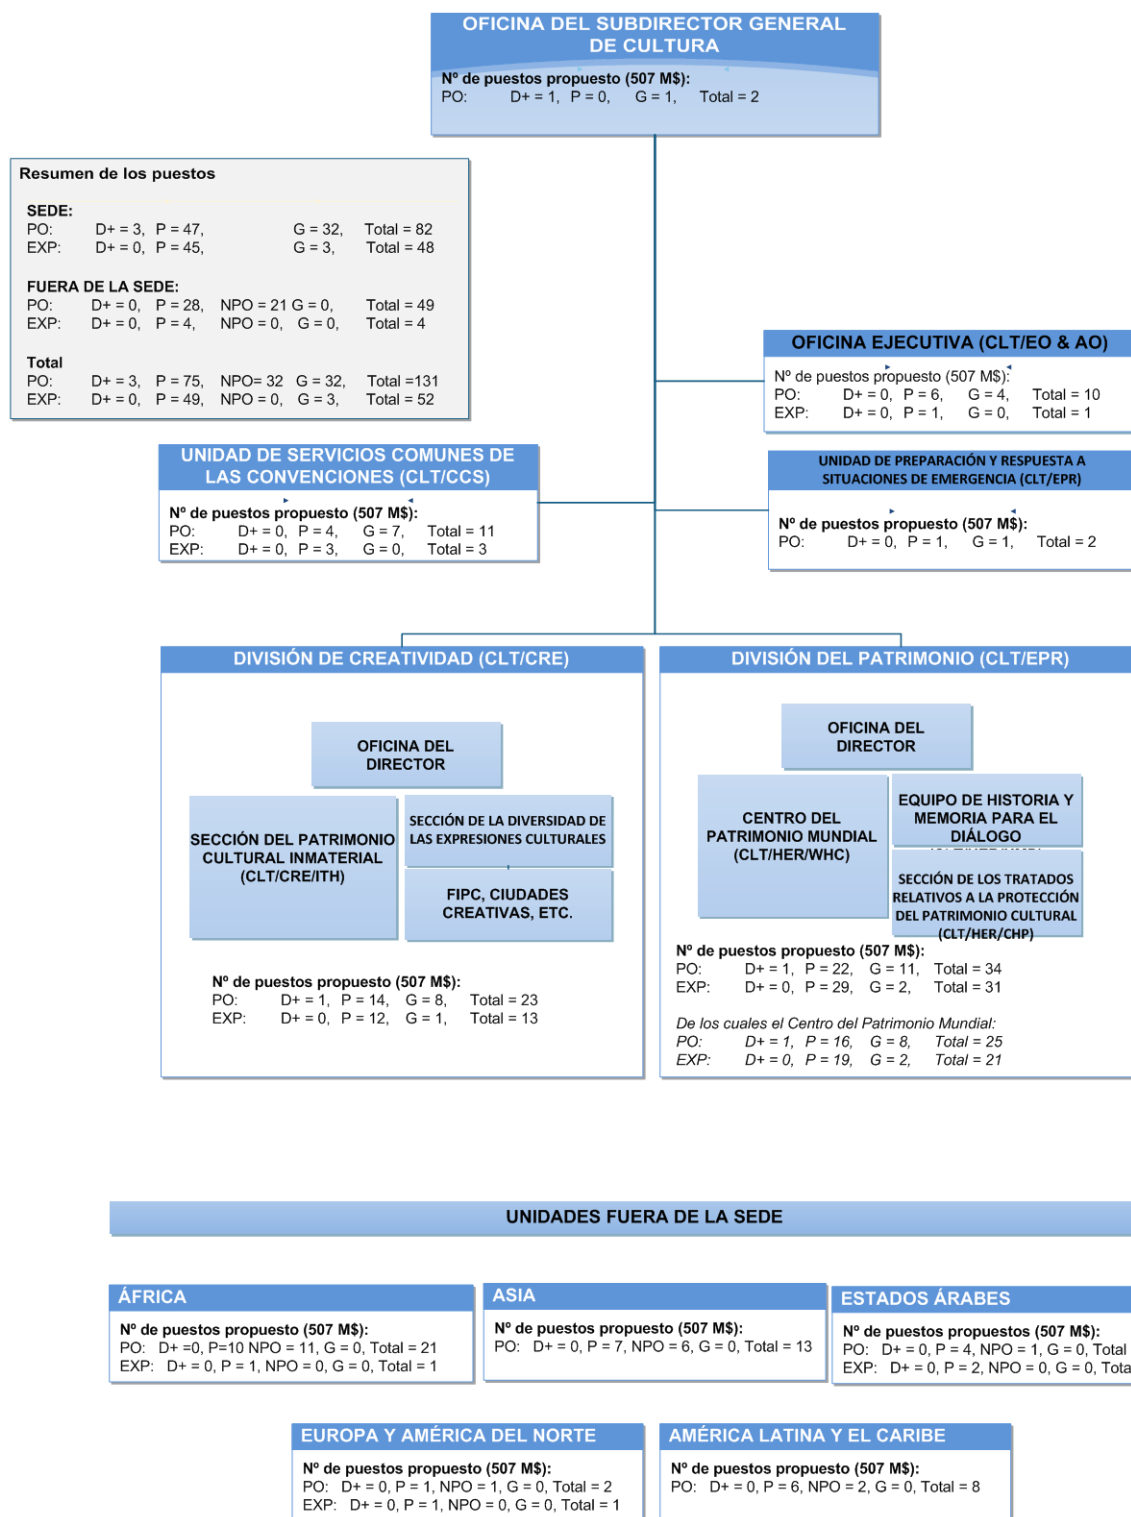 OFICINA DEL SUBDIRECTOR GENERAL
DE CULTURA
Nº de puestos propuesto (507 M$):
PO: D+ = 1, P = 0, G = 1, Total = 2
Resumen de los puestos
SEDE:
PO: D+ = 3, P = 47, G = 32, Total = 82
EXP: D+ = 0, P = 45, G = 3, Total = 48
FUERA DE LA SEDE:
PO: D+ = 0, P = 28, NPO = 21 G = 0, Total = 49
EXP: D+ = 0, P = 4, NPO = 0, G = 0, Total = 4
Total
PO: D+ = 3, P = 75, NPO= 32 G = 32, Total =131
EXP: D+ = 0, P = 49, NPO = 0, G = 3, Total = 52
OFICINA EJECUTIVA (CLT/EO & AO)
Nº de puestos propuesto (507 M$):
PO: D+ = 0, P = 6, G = 4, Total = 10
EXP: D+ = 0, P = 1, G = 0, Total = 1
UNIDAD DE SERVICIOS COMUNES DE
LAS CONVENCIONES (CLT/CCS)
Nº de puestos propuesto (507 M$):
PO: D+ = 0, P = 4, G = 7, Total = 11
EXP: D+ = 0, P = 3, G = 0, Total = 3
UNIDAD DE PREPARACIÓN Y RESPUESTA A
SITUACIONES DE EMERGENCIA (CLT/EPR)
Nº de puestos propuesto (507 M$):
PO: D+ = 0, P = 1, G = 1, Total = 2
DIVISIÓN DE CREATIVIDAD (CLT/CRE)
OFICINA DEL
DIRECTOR
SECCIÓN DEL PATRIMONIO
CULTURAL INMATERIAL
(CLT/CRE/ITH)
SECCIÓN DE LA DIVERSIDAD DE
LAS EXPRESIONES CULTURALES
FIPC, CIUDADES
CREATIVAS, ETC.
Nº de puestos propuesto (507 M$):
PO: D+ = 1, P = 14, G = 8, Total = 23
EXP: D+ = 0, P = 12, G = 1, Total = 13
DIVISIÓN DEL PATRIMONIO (CLT/EPR)
OFICINA DEL
DIRECTOR
CENTRO DEL
PATRIMONIO MUNDIAL
(CLT/HER/WHC)
EQUIPO DE HISTORIA Y
MEMORIA PARA EL
DIÁLOGO
SECCIÓN DE LOS TRATADOS
RELATIVOS A LA PROTECCIÓN
DEL PATRIMONIO CULTURAL
(CLT/HER/CHP)
Nº de puestos propuesto (507 M$):
PO: D+ = 1, P = 22, G = 11, Total = 34
EXP: D+ = 0, P = 29, G = 2, Total = 31
De los cuales el Centro del Patrimonio Mundial:
PO: D+ = 1, P = 16, G = 8, Total = 25
EXP: D+ = 0, P = 19, G = 2, Total = 21
UNIDADES FUERA DE LA SEDE
ÁFRICA
Nº de puestos propuesto (507 M$):
PO: D+ =0, P=10 NPO = 11, G = 0, Total = 21
EXP: D+ = 0, P = 1, NPO = 0, G = 0, Total = 1
ASIA
Nº de puestos propuesto (507 M$):
PO: D+ = 0, P = 7, NPO = 6, G = 0, Total = 13
ESTADOS ÁRABES
Nº de puestos propuestos (507 M$):
PO: D+ = 0, P = 4, NPO = 1, G = 0, Total
EXP: D+ = 0, P = 2, NPO = 0, G = 0, Tota
EUROPA Y AMÉRICA DEL NORTE
Nº de puestos propuesto (507 M$):
PO: D+ = 0, P = 1, NPO = 1, G = 0, Total = 2
EXP: D+ = 0, P = 1, NPO = 0, G = 0, Total = 1
AMÉRICA LATINA Y EL CARIBE
Nº de puestos propuesto (507 M$):
PO: D+ = 0, P = 6, NPO = 2, G = 0, Total = 8